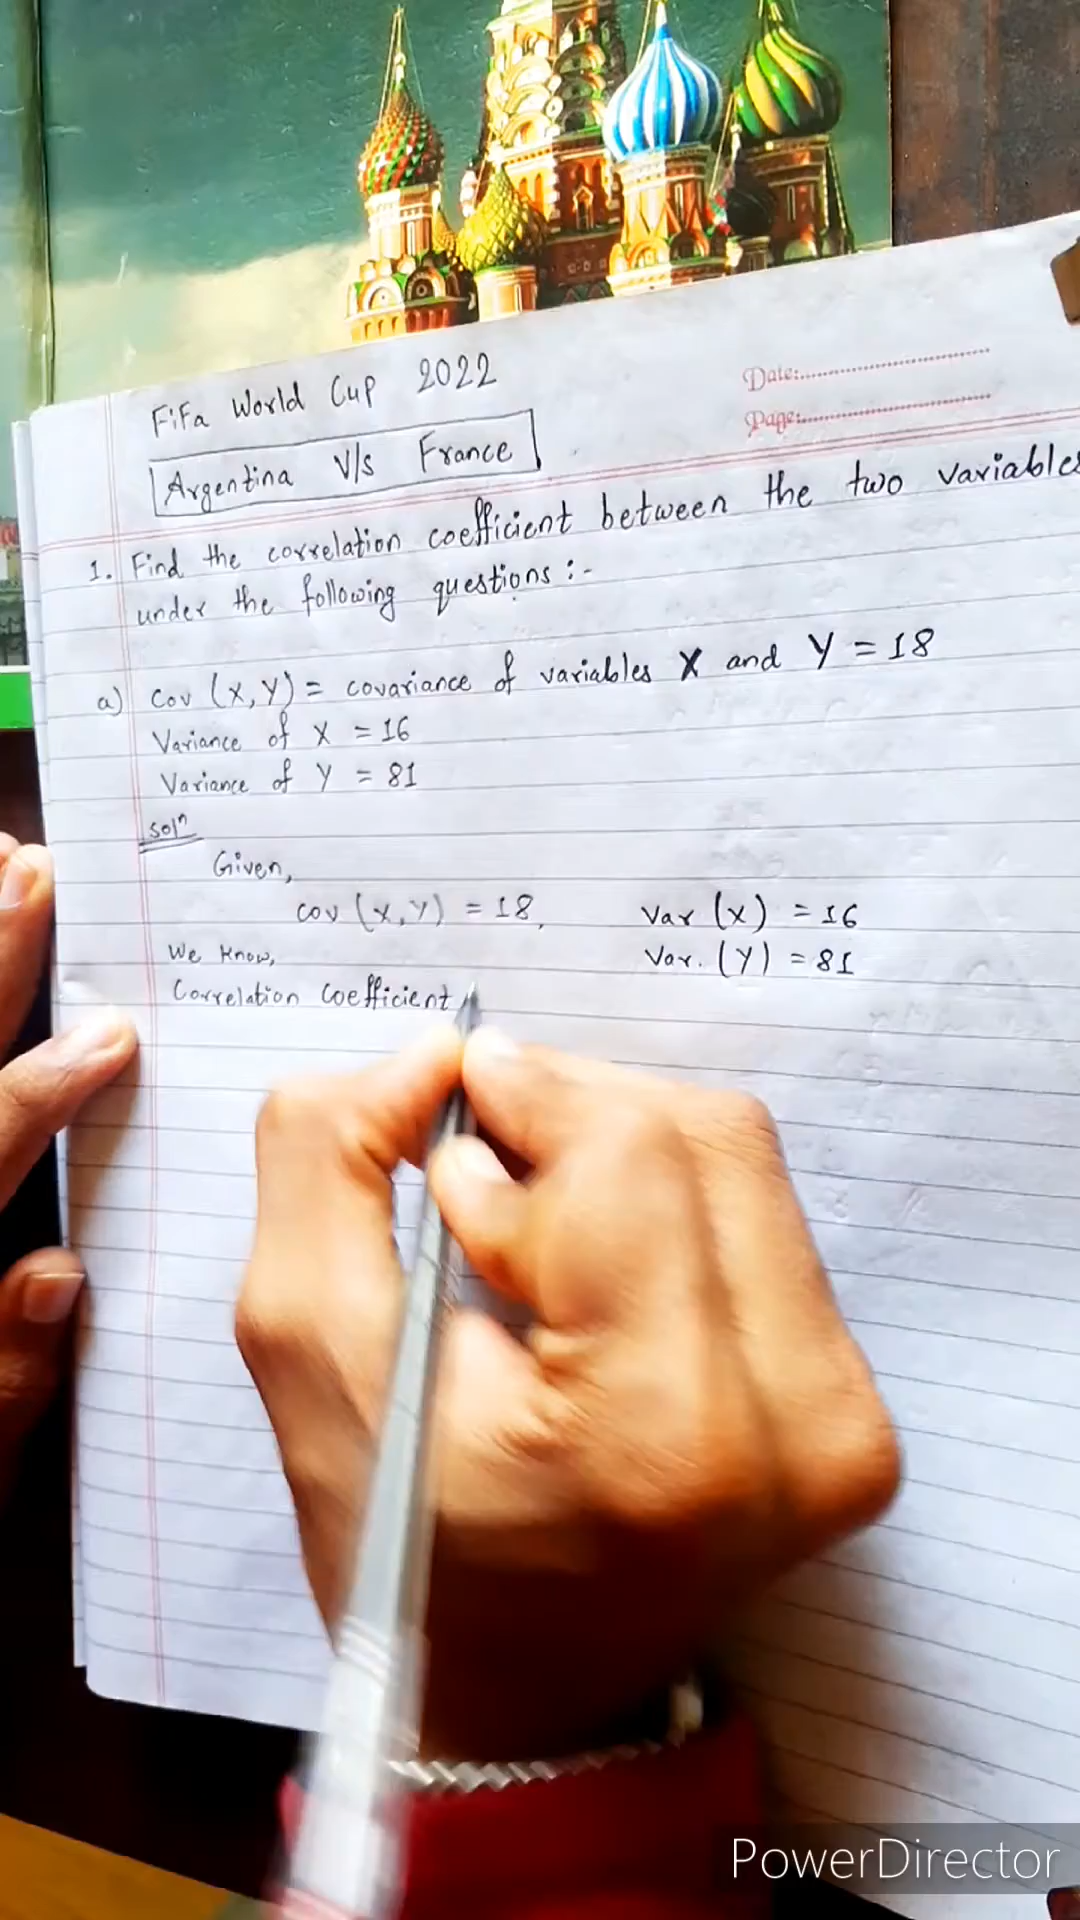 FiFa World Cup 2022
Date:
Argentina V/s France
Page:
1. Find the correlation coefficient between the two variables
under the following questions :-
a) Cov (X,Y) = covariance of variables X and Y = 18
Variance of X = 16
Variance of Y = 81
Solⁿ
Given,
cov (X,Y) = 18,
Var (X) = 16
We know,
Var. (Y) = 81
Correlation Coefficient
PowerDirector